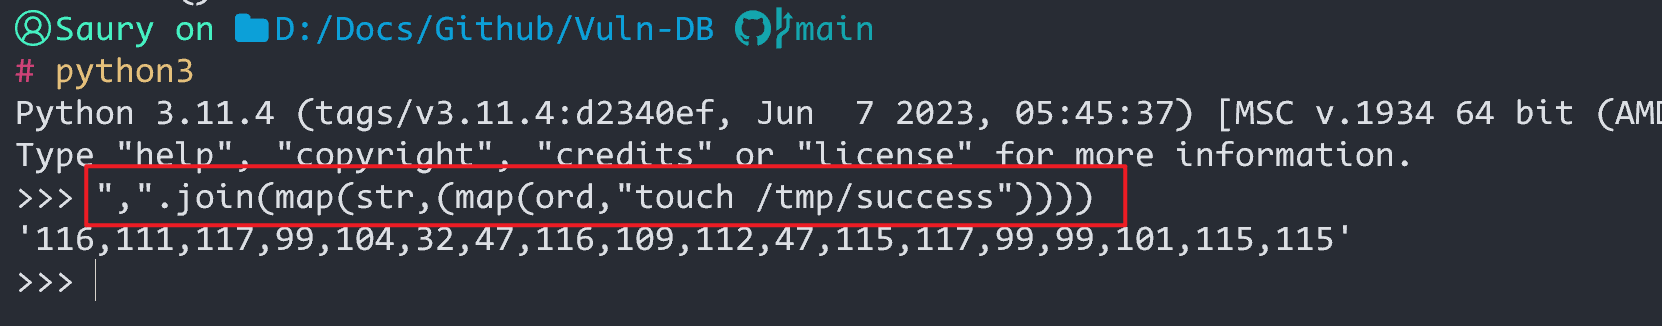 Saury on D:/Docs/Github/Vuln-DB main
# python3
Python 3.11.4 (tags/v3.11.4:d2340ef, Jun  7 2023, 05:45:37) [MSC v.1934 64 bit (AMD
Type "help", "copyright", "credits" or "license" for more information.
>>> ",".join(map(str,(map(ord,"touch /tmp/success"))))
'116,111,117,99,104,32,47,116,109,112,47,115,117,99,99,101,115,115'
>>>